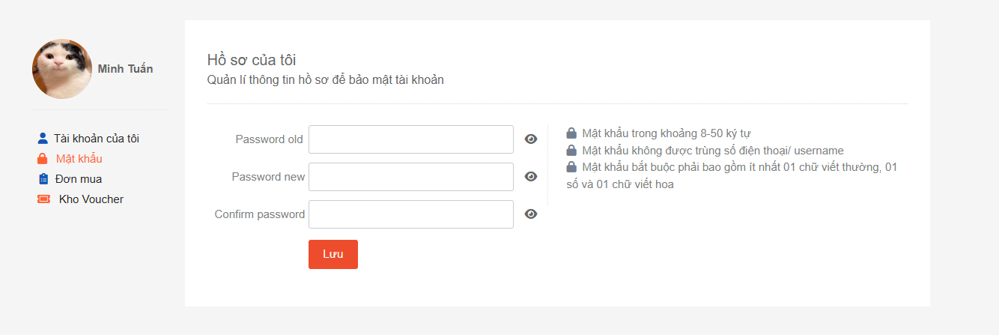 Minh Tuấn
Tài khoản của tôi
Mật khẩu
Đơn mua
Kho Voucher
Hồ sơ của tôi
Quản lí thông tin hồ sơ để bảo mật tài khoản
Password old
Password new
Confirm password
Lưu
Mật khẩu trong khoảng 8-50 ký tự
Mật khẩu không được trùng số điện thoại/ username
Mật khẩu bắt buộc phải bao gồm ít nhất 01 chữ viết thường, 01
số và 01 chữ viết hoa